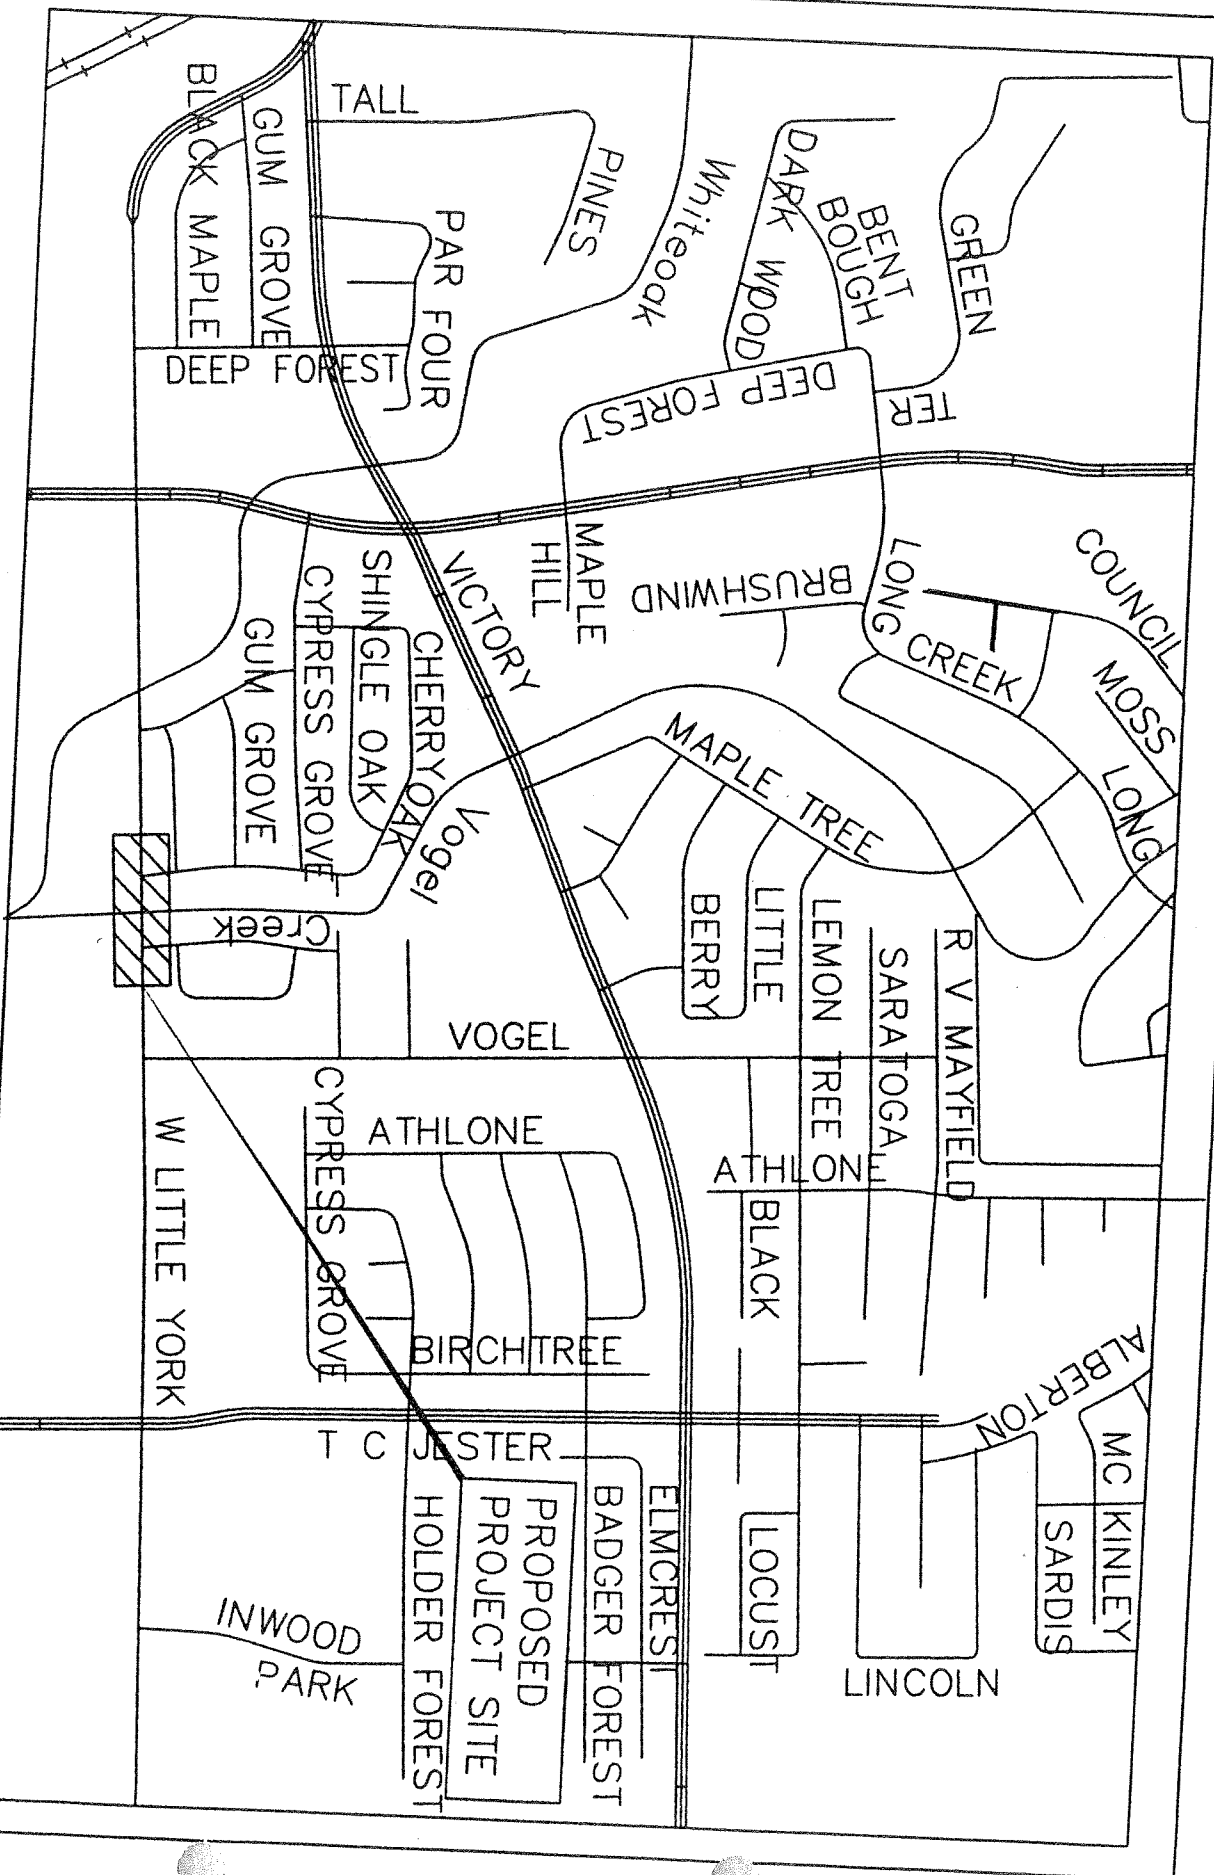 TALL
PINES
BLACK MAPLE
GUM GROVE
PAR FOUR
DEEP FOREST
Whiteoak
DARK WOOD
BENT
BOUGH
GREEN
TER
DEEP FOREST
MAPLE
HILL
BRUSHWIND
LONG CREEK
COUNCIL
MOSS
LONG
VICTORY
SHINGLE OAK
CYPRESS GROVE
GUM GROVE
CHERRY OAK
Vogel
Creek
MAPLE TREE
BERRY
LITTLE
LEMON TREE
SARATOGA
R V MAYFIELD
VOGEL
ATHLONE
ATHLONE
CYPRESS GROVE
W LITTLE YORK
BLACK
BIRCHTREE
ALBERTON
T C JESTER
MC KINLEY
SARDIS
LOCUST
ELMCREST
BADGER FOREST
PROPOSED
PROJECT SITE
HOLDER FOREST
INWOOD
PARK
LINCOLN